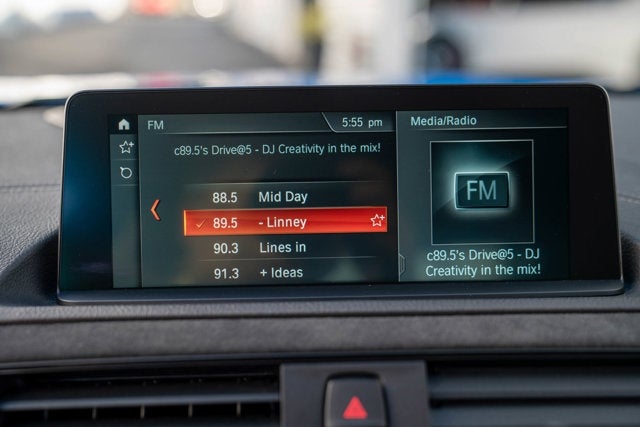 FM
5:55 pm
Media/Radio
c89.5's Drive@5 - DJ Creativity in the mix!
88.5 Mid Day
89.5 - Linney
90.3 Lines in
91.3 + Ideas
FM
c89.5's Drive@5 - DJ
Creativity in the mix!